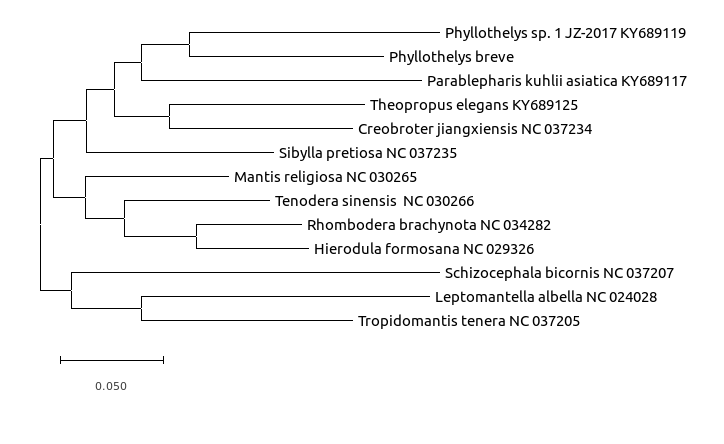 Phyllothelys sp. 1 JZ-2017 KY689119
Phyllothelys breve
Parablepharis kuhlii asiatica KY689117
Theopropus elegans KY689125
Creobroter jiangxiensis NC 037234
Sibylla pretiosa NC 037235
Mantis religiosa NC 030265
Tenodera sinensis  NC 030266
Rhombodera brachynota NC 034282
Hierodula formosana NC 029326
Schizocephala bicornis NC 037207
Leptomantella albella NC 024028
Tropidomantis tenera NC 037205
0.050